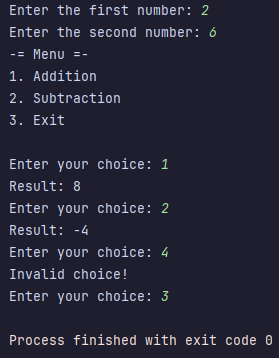 Enter the first number: 2
Enter the second number: 6
-= Menu =-
1. Addition
2. Subtraction
3. Exit
Enter your choice: 1
Result: 8
Enter your choice: 2
Result: -4
Enter your choice: 4
Invalid choice!
Enter your choice: 3
Process finished with exit code 0